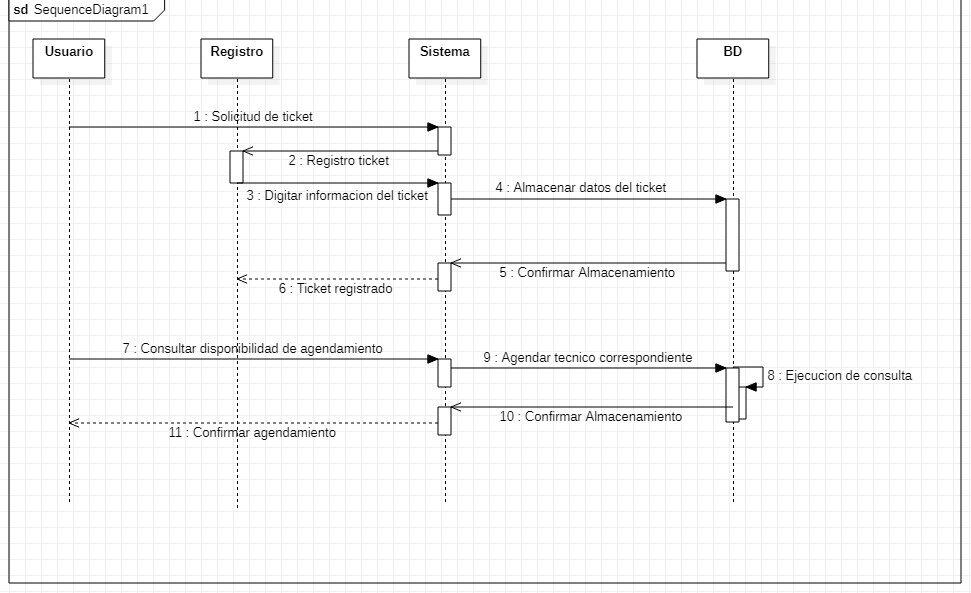 sd SequenceDiagram1
Usuario
Registro
Sistema
BD
1 : Solicitud de ticket
2 : Registro ticket
3 : Digitar informacion del ticket
4 : Almacenar datos del ticket
5 : Confirmar Almacenamiento
6 : Ticket registrado
7 : Consultar disponibilidad de agendamiento
9 : Agendar tecnico correspondiente
8 : Ejecucion de consulta
10 : Confirmar Almacenamiento
11 : Confirmar agendamiento